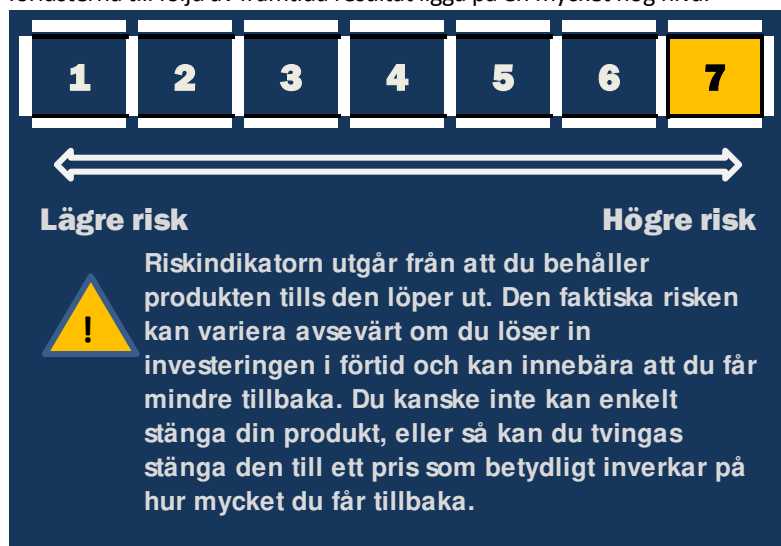 1 2 3 4 5 6 7
Lägre risk Högre risk
Riskindikatorn utgår från att du behåller
produkten tills den löper ut. Den faktiska risken
! kan variera avsevärt om du löser in
investeringen i förtid och kan innebära att du får
mindre tillbaka. Du kanske inte kan enkelt
stänga din produkt, eller så kan du tvingas
stänga den till ett pris som betydligt inverkar på
hur mycket du får tillbaka.